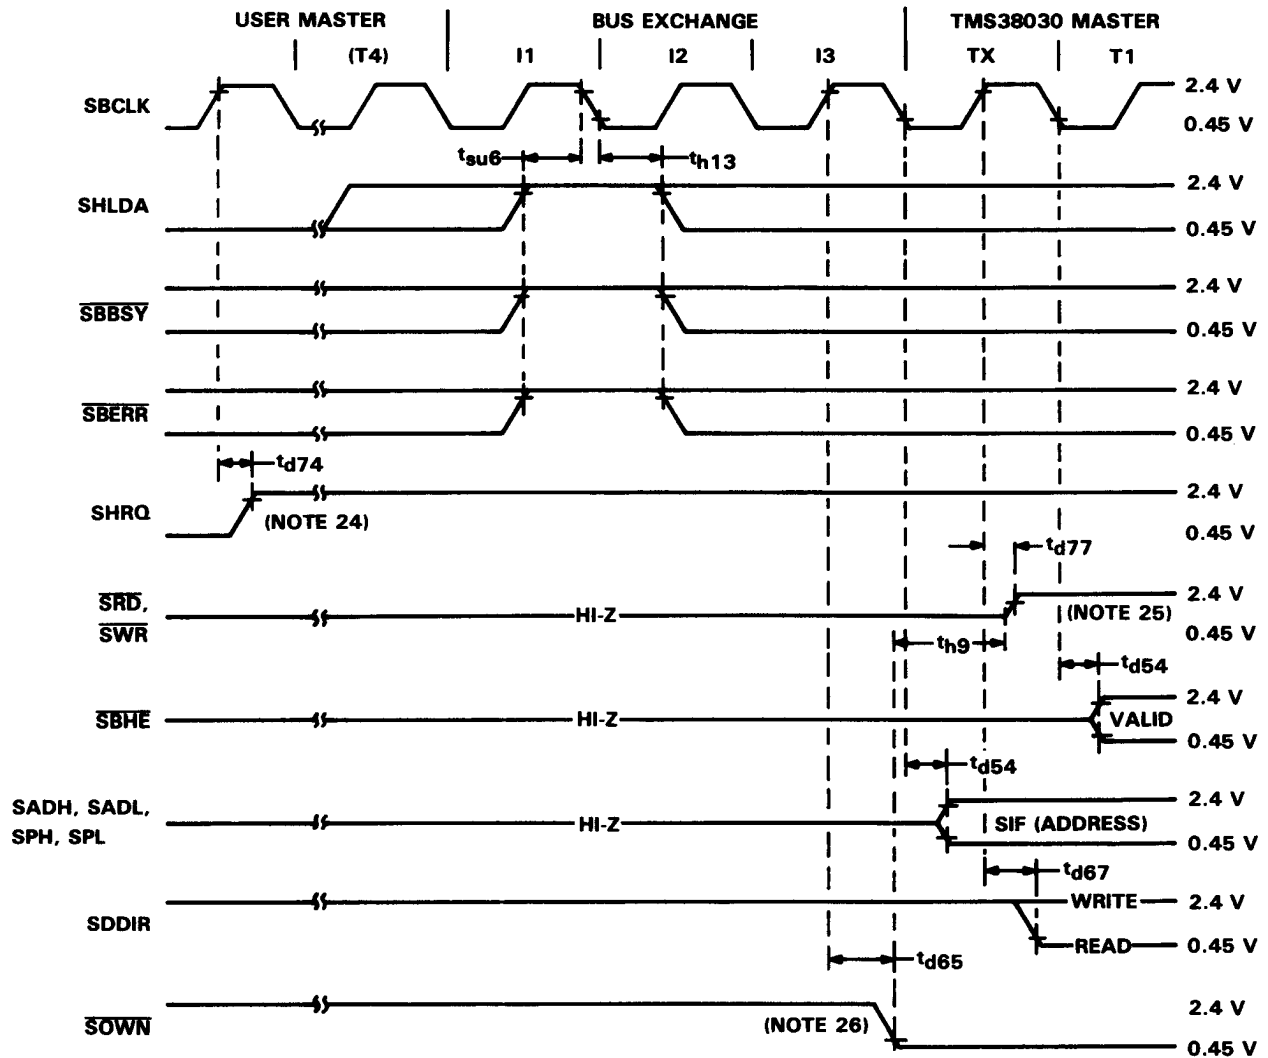 USER MASTER BUS EXCHANGE TMS38030 MASTER
(T4) I1 I2 I3 TX T1
SBCLK 2.4 V
0.45 V
tsu6 th13
SHLDA 2.4 V
0.45 V
SBBSY 2.4 V
0.45 V
SBERR 2.4 V
0.45 V
td74
SHRQ (NOTE 24) 2.4 V
0.45 V
td77
SRD, 2.4 V
HI-Z (NOTE 25)
SWR 0.45 V
th9
td54
SBHE HI-Z VALID 2.4 V
0.45 V
td54
SADH, SADL, 2.4 V
HI-Z SIF (ADDRESS)
SPH, SPL 0.45 V
td67
SDDIR WRITE 2.4 V
READ 0.45 V
td65
SOWN (NOTE 26) 2.4 V
0.45 V